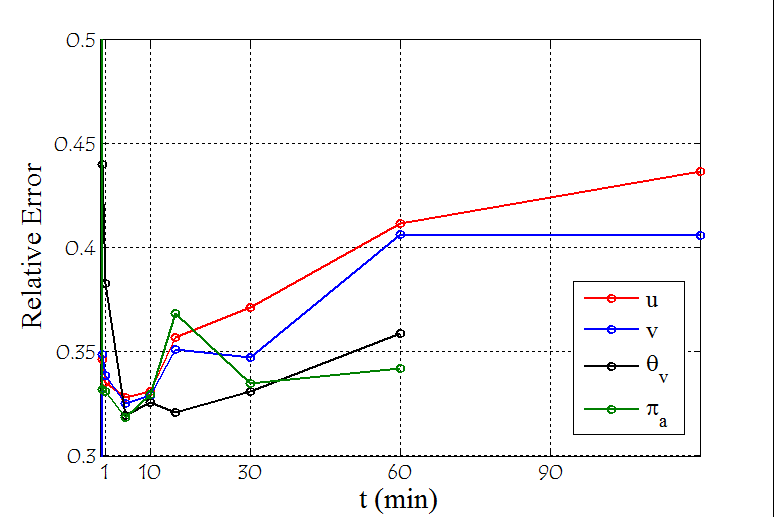 0.5
0.45
0.4
0.35
0.3
Relative Error
1 10 30 60 90
t (min)
u
v
θv
πa